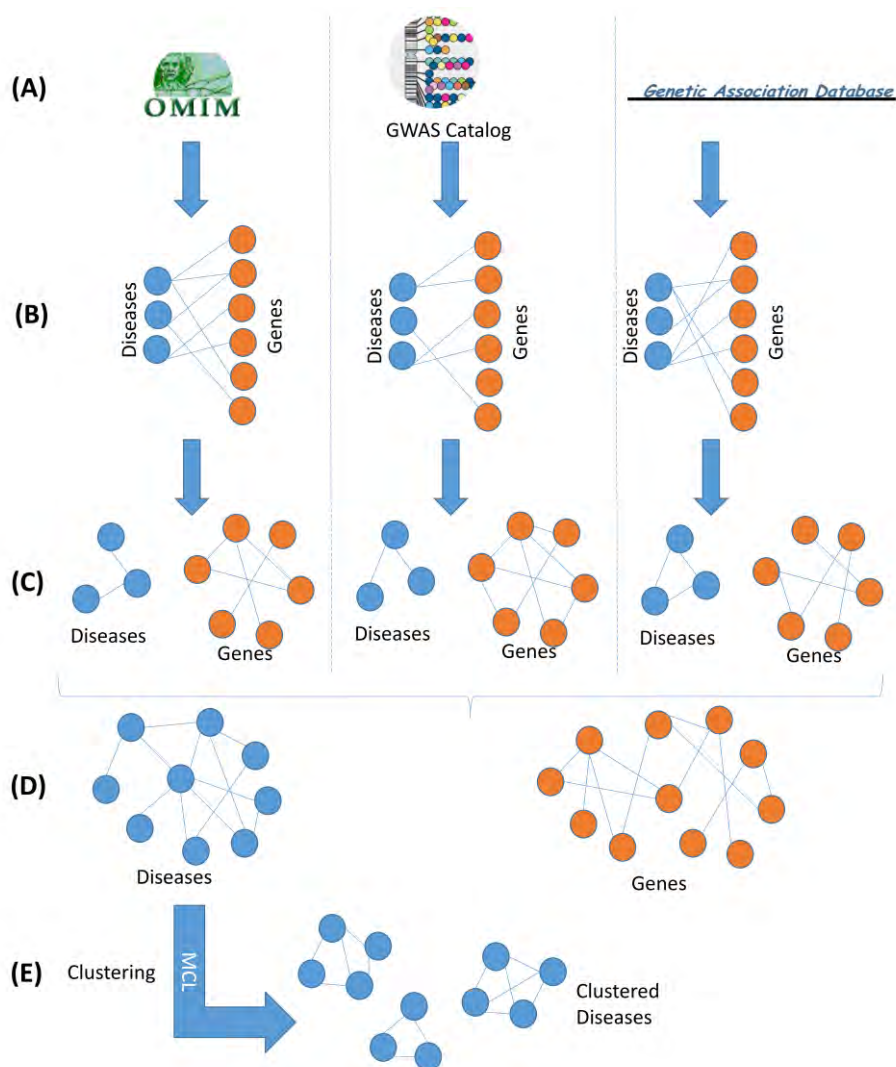 (A)
OMIM
GWAS Catalog
Genetic Association Database
(B)
Diseases
Genes
Diseases
Genes
Diseases
Genes
(C)
Diseases
Genes
Diseases
Genes
Diseases
Genes
(D)
Diseases
Genes
(E)
Clustering
MCL
Clustered
Diseases